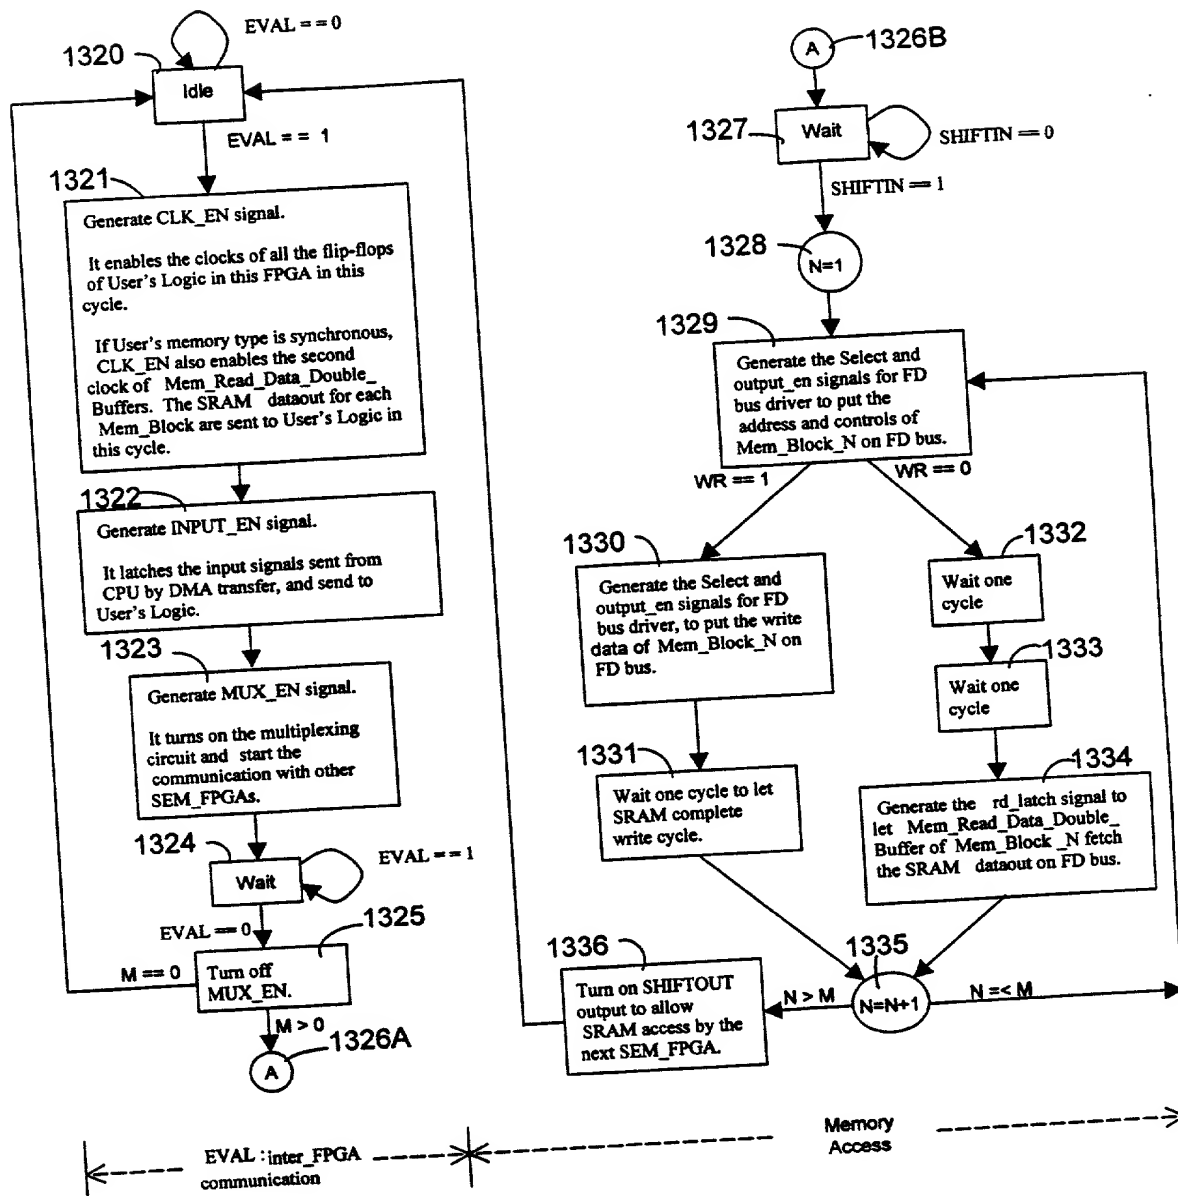 EVAL == 0
1320
Idle
EVAL == 1
1321
Generate CLK_EN signal.
It enables the clocks of all the flip-flops
of User's Logic in this FPGA in this
cycle.
If User's memory type is synchronous,
CLK_EN also enables the second
clock of Mem_Read_Data_Double_
Buffers. The SRAM dataout for each
Mem_Block are sent to User's Logic in
this cycle.
1322
Generate INPUT_EN signal.
It latches the input signals sent from
CPU by DMA transfer, and send to
User's Logic.
1323
Generate MUX_EN signal.
It turns on the multiplexing
circuit and start the
communication with other
SEM_FPGAs.
1324
Wait
EVAL == 1
EVAL == 0
1325
M == 0
Turn off
MUX_EN.
M > 0
A
1326A
A
1326B
1327
Wait
SHIFTIN == 0
SHIFTIN == 1
1328
N=1
1329
Generate the Select and
output_en signals for FD
bus driver to put the
address and controls of
Mem_Block_N on FD bus.
WR == 1
WR == 0
1330
Generate the Select and
output_en signals for FD
bus driver, to put the write
data of Mem_Block_N on
FD bus.
1331
Wait one cycle to let
SRAM complete
write cycle.
1332
Wait one
cycle
1333
Wait one
cycle
1334
Generate the rd_latch signal to
let Mem_Read_Data_Double_
Buffer of Mem_Block _N fetch
the SRAM dataout on FD bus.
1335
N=N+1
N =< M
N > M
1336
Turn on SHIFTOUT
output to allow
SRAM access by the
next SEM_FPGA.
EVAL : inter_FPGA
communication
Memory
Access